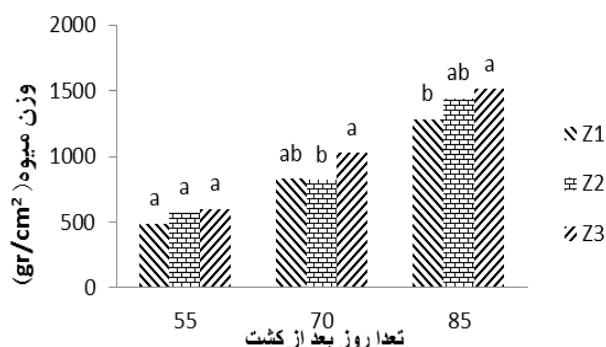 وزن میوه( gr/cm²)
2000
1500
1000
500
0
a a a
ab b a
b ab a
55 70 85
تعدا روز بعد از کشت
Z1
Z2
Z3